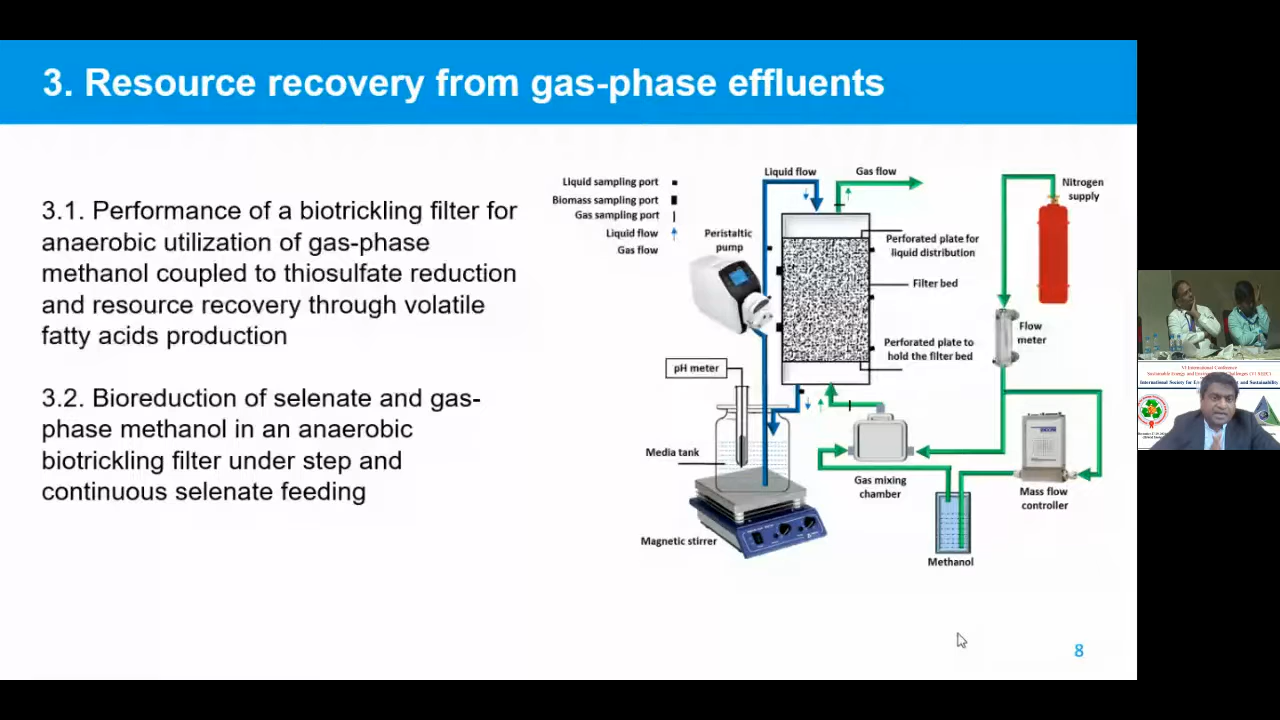 3. Resource recovery from gas-phase effluents
3.1. Performance of a biotrickling filter for
anaerobic utilization of gas-phase
methanol coupled to thiosulfate reduction
and resource recovery through volatile
fatty acids production
3.2. Bioreduction of selenate and gas-
phase methanol in an anaerobic
biotrickling filter under step and
continuous selenate feeding
Liquid sampling port
Biomass sampling port
Gas sampling port
Liquid flow
Gas flow
Liquid flow
Gas flow
Nitrogen
supply
Peristaltic
pump
Perforated plate for
liquid distribution
Filter bed
Flow
meter
Perforated plate to
hold the filter bed
pH meter
Media tank
Gas mixing
chamber
Mass flow
controller
Magnetic stirrer
Methanol
8
VI International Conference